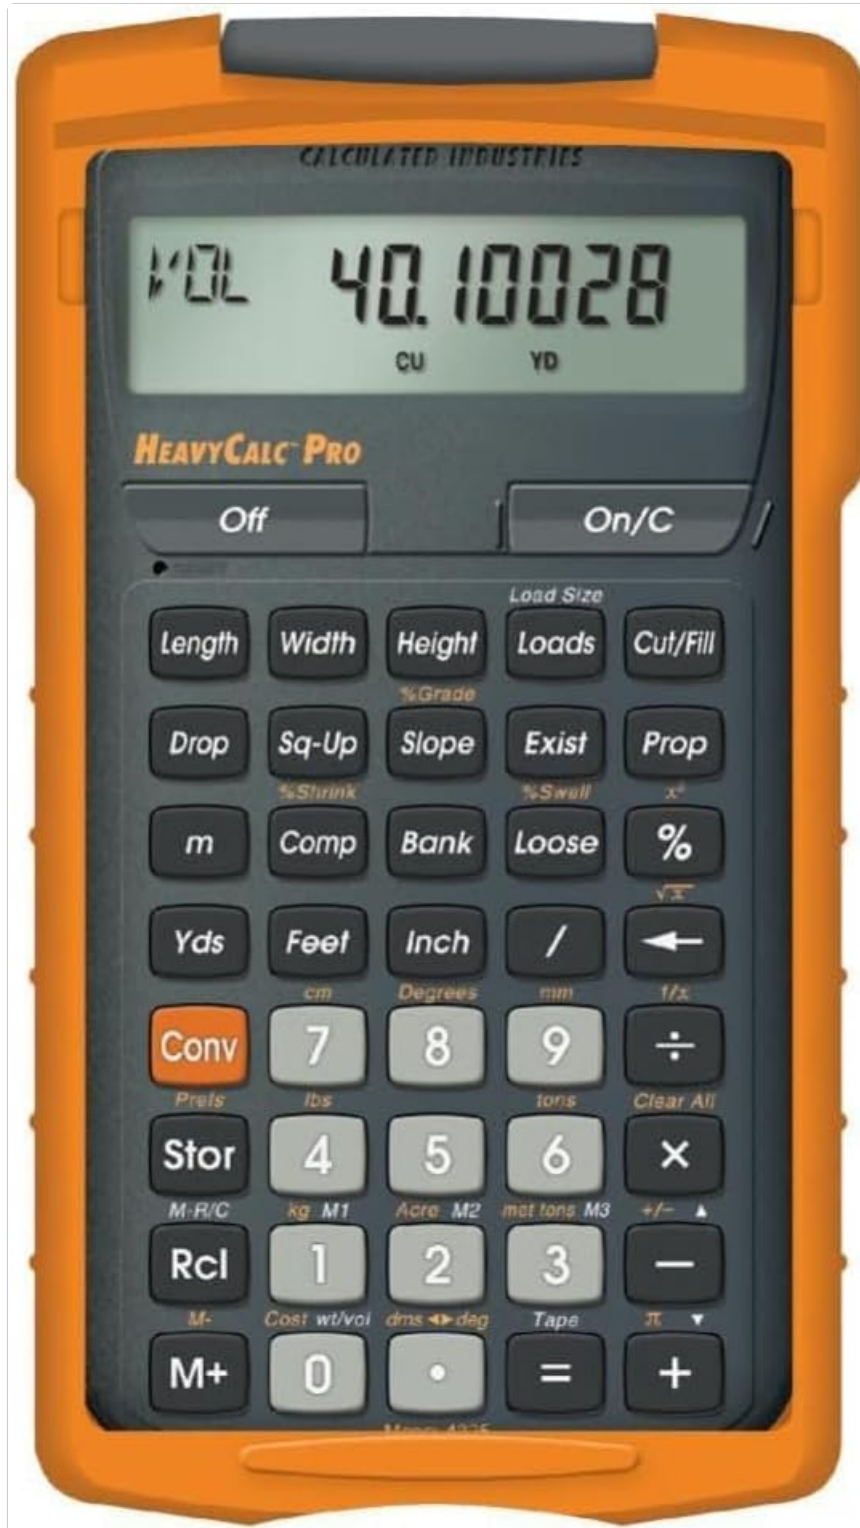 CALCULATED INDUSTRIES
VOL 40.10028
CU YD
HEAVYCALC™ PRO
Off On/C
Load Size
Length Width Height Loads Cut/Fill
%Grade
Drop Sq-Up Slope Exist Prop
%Shrink %Swell x²
m Comp Bank Loose %
√x
Yds Feet Inch / ←
cm Degrees mm 1/x
Conv 7 8 9 ÷
Prefs lbs tons Clear All
Stor 4 5 6 ×
M-R/C kg M1 Acre M2 met tons M3 +/− ▲
Rcl 1 2 3 −
M- Cost wt/vol dms ◄► deg Tape π ▼
M+ 0 • = +